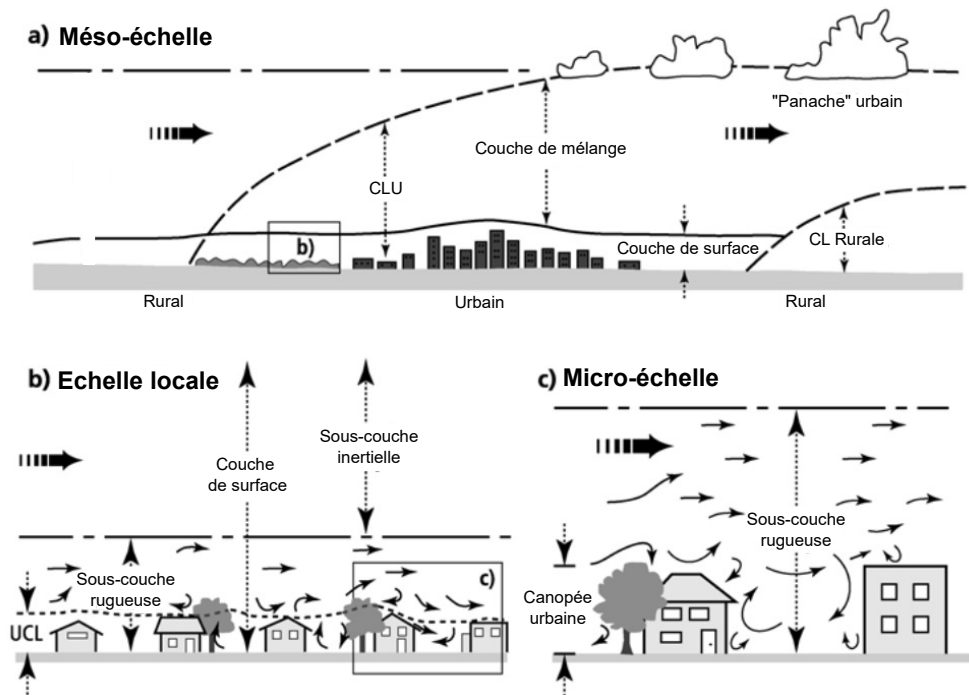 a) Méso-échelle
"Panache" urbain
Couche de mélange
CLU
b)
Couche de surface
CL Rurale
Rural
Urbain
Rural
b) Echelle locale
Sous-couche
inertielle
Couche
de surface
Sous-couche
rugueuse
c)
UCL
c) Micro-échelle
Sous-couche
rugueuse
Canopée
urbaine